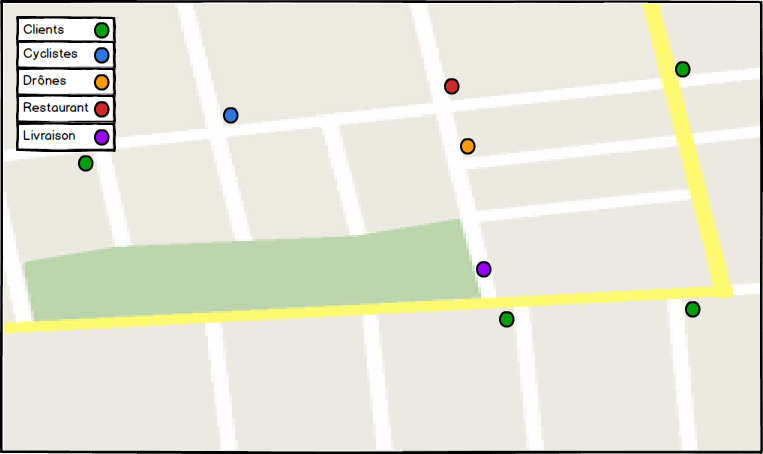 Clients
Cyclistes
Drônes
Restaurant
Livraison